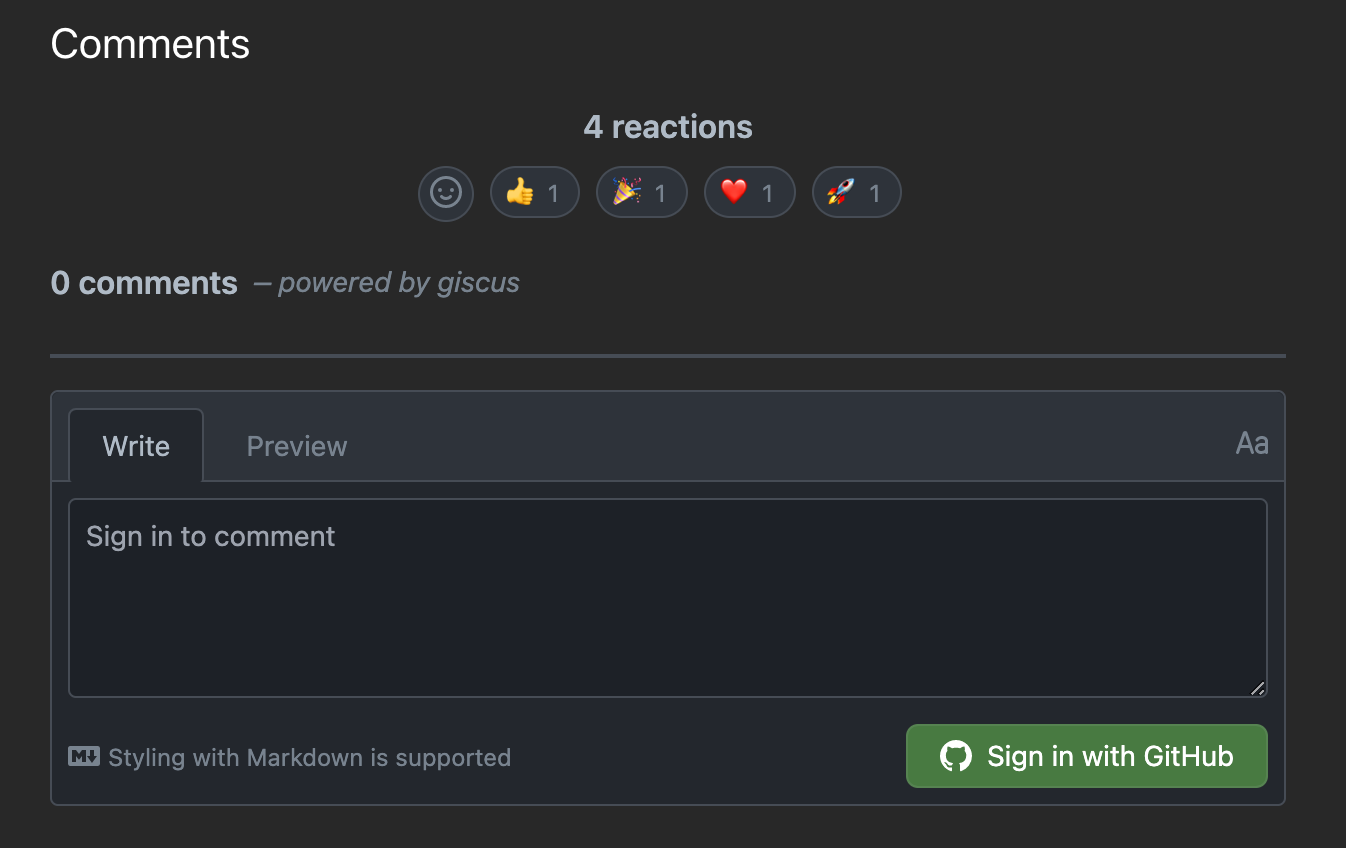 Comments
4 reactions
👍 1 🎉 1 ❤️ 1 🚀 1
0 comments – powered by giscus
Write Preview Aa
Sign in to comment
Styling with Markdown is supported Sign in with GitHub